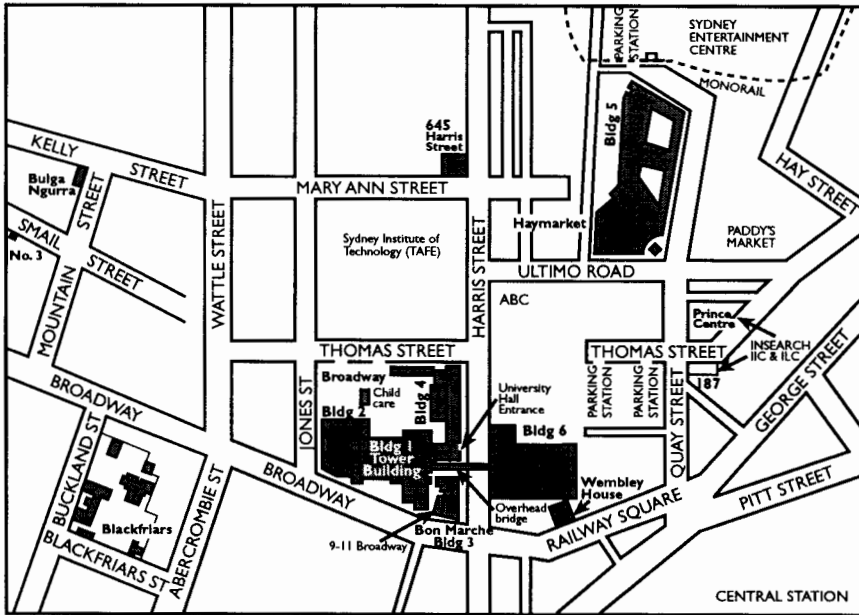 PARKING
STATION
SYDNEY
ENTERTAINMENT
CENTRE
MONORAIL
KELLY
STREET
Bulga
Ngurra
645
Harris
Street
Bldg 5
HAY STREET
MARY ANN STREET
SMAIL
STREET
No. 3
MOUNTAIN
STREET
WATTLE STREET
Sydney Institute of
Technology (TAFE)
HARRIS STREET
Haymarket
PADDY'S
MARKET
ULTIMO ROAD
ABC
Prince
Centre
INSEARCH
IIC & ILC
187
THOMAS STREET
THOMAS STREET
PARKING
STATION
PARKING
STATION
QUAY STREET
GEORGE STREET
BROADWAY
JONES ST
Broadway
Child
care
Bldg 2
Bldg 4
University
Hall
Entrance
Bldg 1
Tower
Building
Bldg 6
BUCKLAND ST
ABERCROMBIE ST
BROADWAY
Blackfriars
BLACKFRIARS ST
Overhead
bridge
Wembley
House
9-11 Broadway
Bon Marche
Bldg 3
RAILWAY SQUARE
PITT STREET
CENTRAL STATION